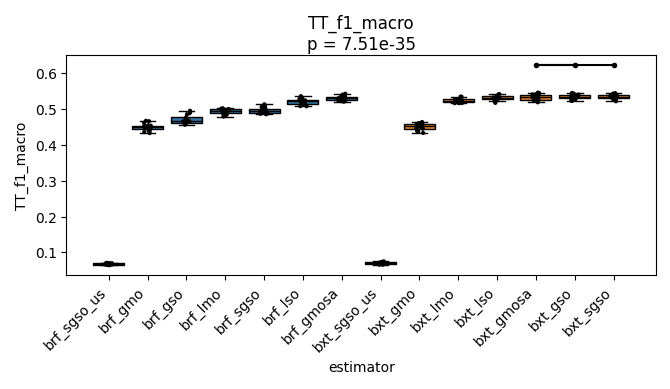 TT_f1_macro
p = 7.51e-35
TT_f1_macro
0.6
0.5
0.4
0.3
0.2
0.1
brf_sgso_us
brf_gmo
brf_gso
brf_lmo
brf_sgso
brf_lso
brf_gmosa
bxt_sgso_us
bxt_gmo
bxt_lmo
bxt_lso
bxt_gmosa
bxt_gso
bxt_sgso
estimator